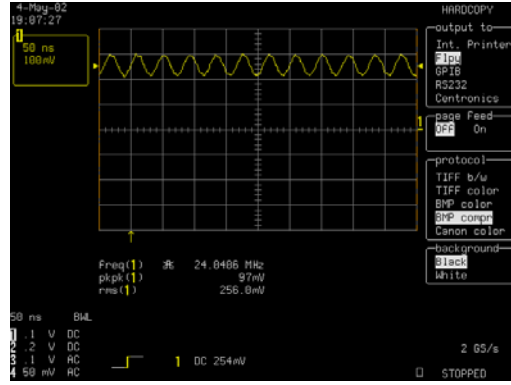 4-May-02
19:07:27
1
50 ns
100mV
HARDCOPY
output to
Int. Printer
Flpy
GPIB
RS232
Centronics
page Feed
Off On
1
protocol
TIFF b/w
TIFF color
BMP color
BMP compr
Canon color
background
Black
White
freq(1) 24.0406 MHz
pkpk(1) 97mV
rms(1) 256.0mV
50 ns BWL
1 .1 V DC
2 .2 V DC
3 .1 V AC
4 50 mV AC
1 DC 254mV
2 GS/s
STOPPED